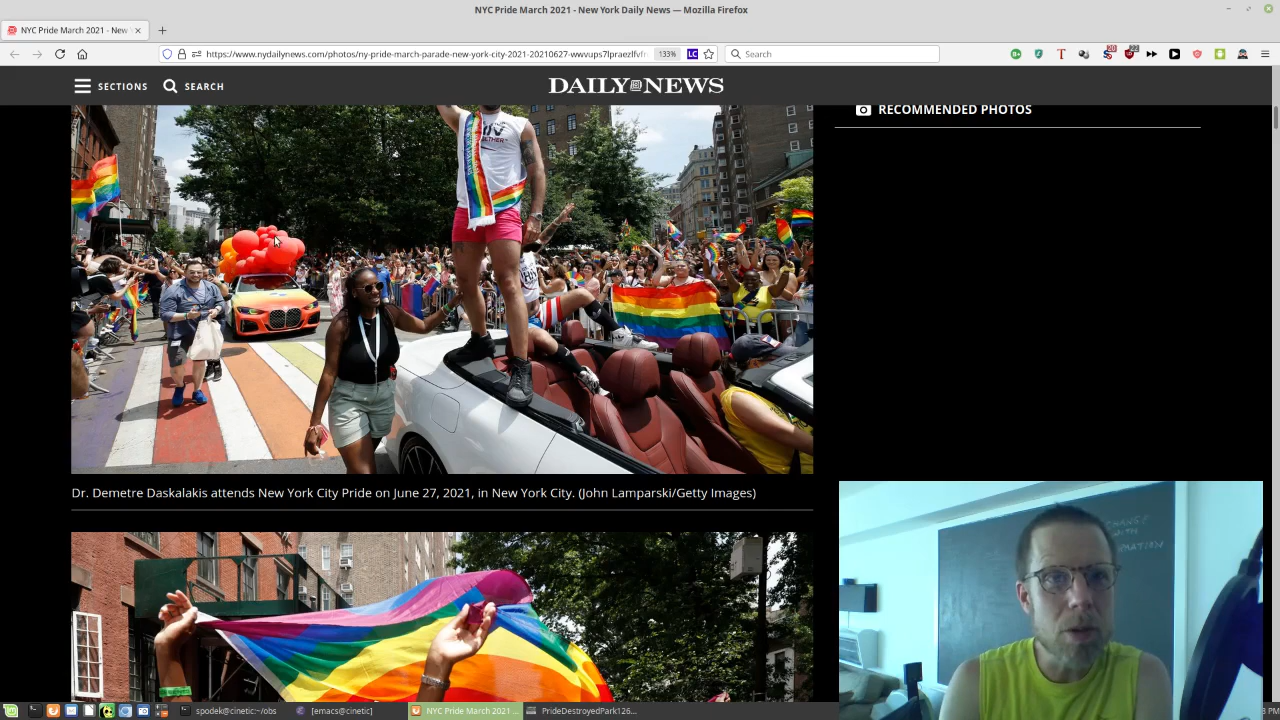 NYC Pride March 2021 - New York Daily News — Mozilla Firefox
NYC Pride March 2021 - New
https://www.nydailynews.com/photos/ny-pride-march-parade-new-york-city-2021-20210627-wwvups7lpraezlfvf
133%
Search
SECTIONS
SEARCH
DAILY NEWS
RECOMMENDED PHOTOS
Dr. Demetre Daskalakis attends New York City Pride on June 27, 2021, in New York City. (John Lamparski/Getty Images)
spodek@cinetic:~/obs
[emacs@cinetic]
NYC Pride March 2021 ...
PrideDestroyedPark126...